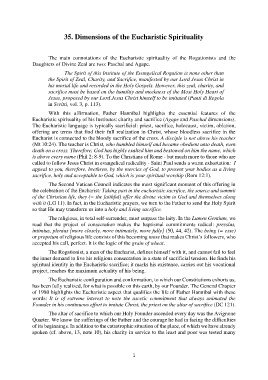 35. Dimensions of the Eucharistic Spirituality
The main connotations of the Eucharistic spirituality of the Rogationists and the
Daughters of Divine Zeal are two: Paschal and Agape.
The Spirit of this Institute of the Evangelical Rogation is none other than
the Spirit of Zeal, Charity, and Sacrifice, manifested by our Lord Jesus Christ in
his mortal life and recorded in the Holy Gospels. However, this zeal, charity, and
sacrifice must be based on the humility and meekness of the Most Holy Heart of
Jesus, proposed by our Lord Jesus Christ himself to be imitated (Punti di Regola
in Scritti, vol. 3, p. 113).
With this affirmation, Father Hannibal highlights the essential features of the
Eucharistic spirituality of his Institutes: charity and sacrifice (Agape and Paschal dimensions).
The Eucharistic language is typically sacrificial: priest, sacrifice, holocaust, victim, oblation,
offering are terms that find their full realization in Christ, whose bloodless sacrifice in the
Eucharist is connected to the bloody sacrifice of the cross. A disciple is not above his teacher
(Mt 10:24). The teacher is Christ, who humbled himself and became obedient unto death, even
death on a cross. Therefore, God has highly exalted him and bestowed on him the name, which
is above every name (Phil 2: 8-9). To the Christians of Rome - but much more to those who are
called to follow Jesus Christ in evangelical radicality - Saint Paul sends a warm exhortation: I
appeal to you, therefore, brethren, by the mercies of God, to present your bodies as a living
sacrifice, holy and acceptable to God, which is your spiritual worship (Rom 12:1).
The Second Vatican Council indicates the most significant moment of this offering in
the celebration of the Eucharist: Taking part in the eucharistic sacrifice, the source and summit
of the Christian life, they (= the faithful) offer the divine victim to God and themselves along
with it (LG 11). In fact, in the Eucharistic prayers, we turn to the Father to send the Holy Spirit
so that He may transform us into a holy and living sacrifice.
The religious, in total self-surrender, must surpass the laity. In the Lumen Gentium, we
read that the project of consecration makes the baptismal commitments radical: pressius,
intimius, plenius (more closely, more intimately, more fully) (LG, 44, 42). The being (= esse)
or proprium of religious life consists of this becoming more that makes Christ's followers, who
accepted his call, perfect. It is the logic of the grain of wheat.
The Rogationist, a man of the Eucharist, defines himself with it, and cannot fail to feel
the inner demand to live his religious consecration in a state of sacrificial tension. He finds his
spiritual identity in the Eucharistic sacrifice; it marks his existence, carries out his vocational
project, reaches the maximum actuality of his being.
The Eucharistic configuration and conformation, to which our Constitutions exhort us,
has been fully realized, for what is possible on this earth, by our Founder. The General Chapter
of 1998 highlights the Eucharistic aspect that qualifies the life of Father Hannibal with these
words: It is of extreme interest to note the ascetic commitment that always animated the
Founder in his continuous effort to imitate Christ, the priest on the altar of sacrifice (DC 121).
The altar of sacrifice to which our Holy Founder ascended every day was the Avignone
Quarter. We know the sufferings of the Father and the courage he had in facing the difficulties
of its beginnings. In addition to the catastrophic situation of the place, of which we have already
spoken (cf. above, 13, note 10), his charity in service to the least and poor was tested many
1